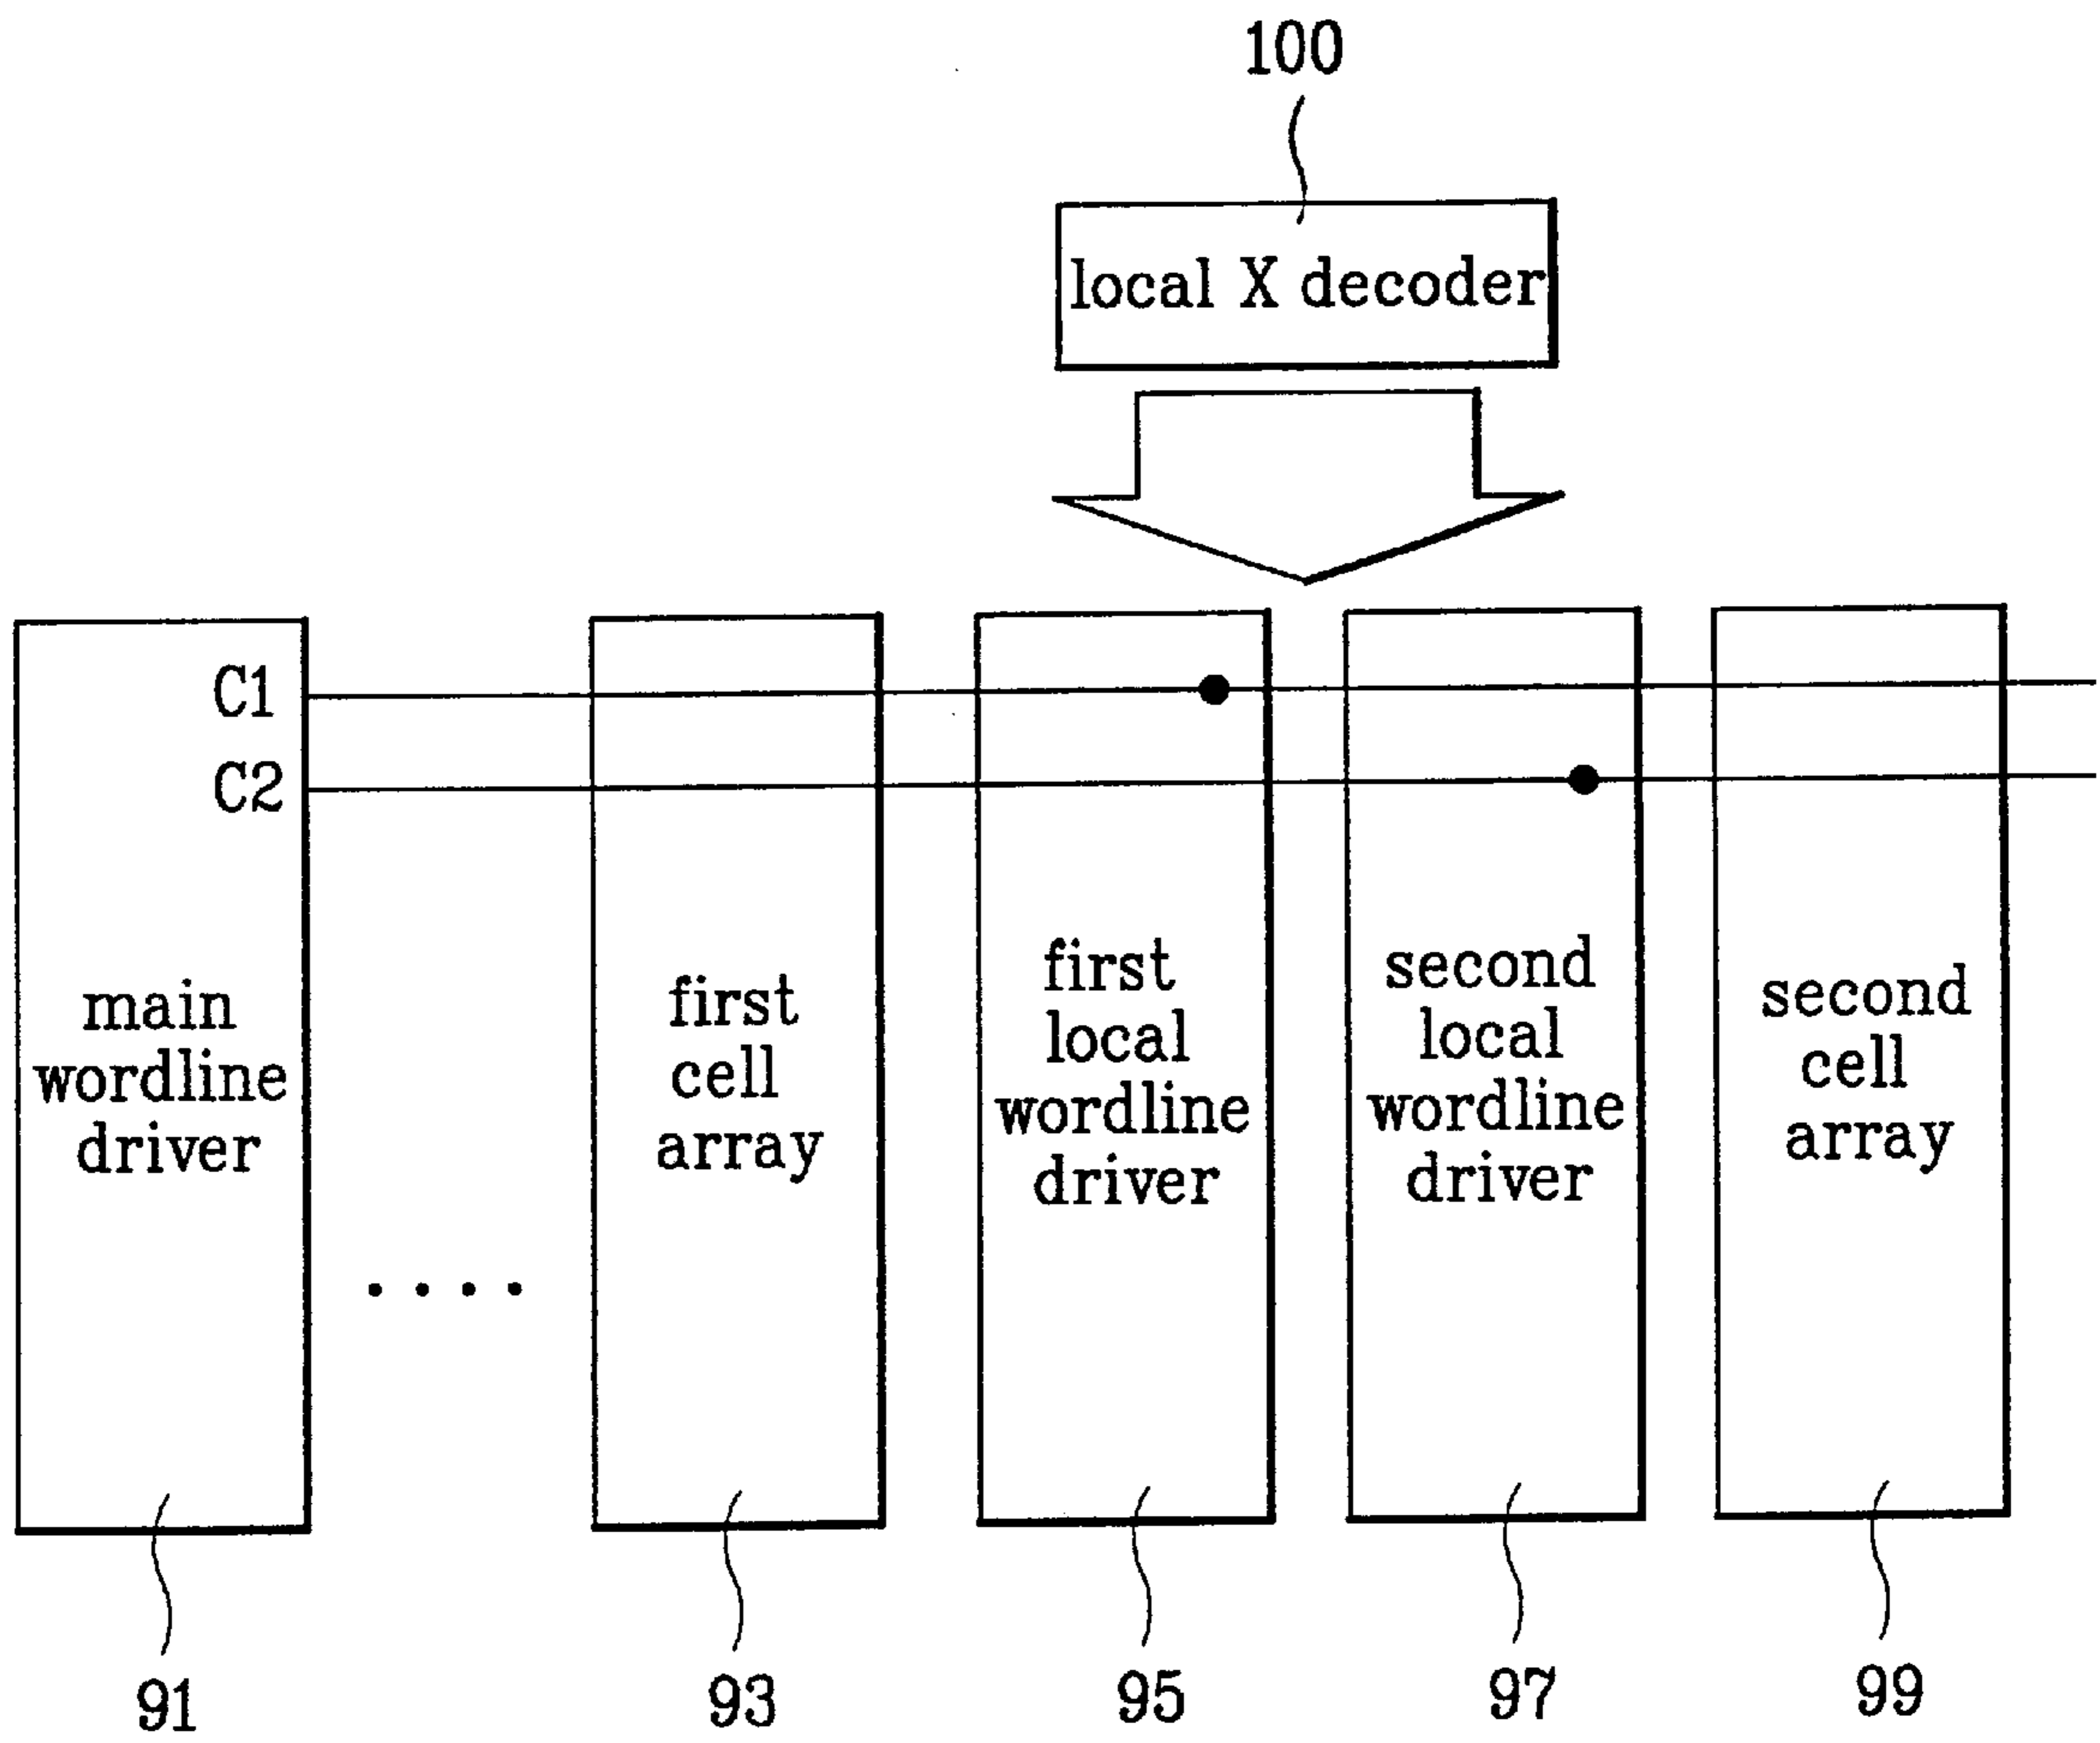 100
local X decoder
C1
C2
main
wordline
driver
first
cell
array
first
local
wordline
driver
second
local
wordline
driver
second
cell
array
91
93
95
97
99